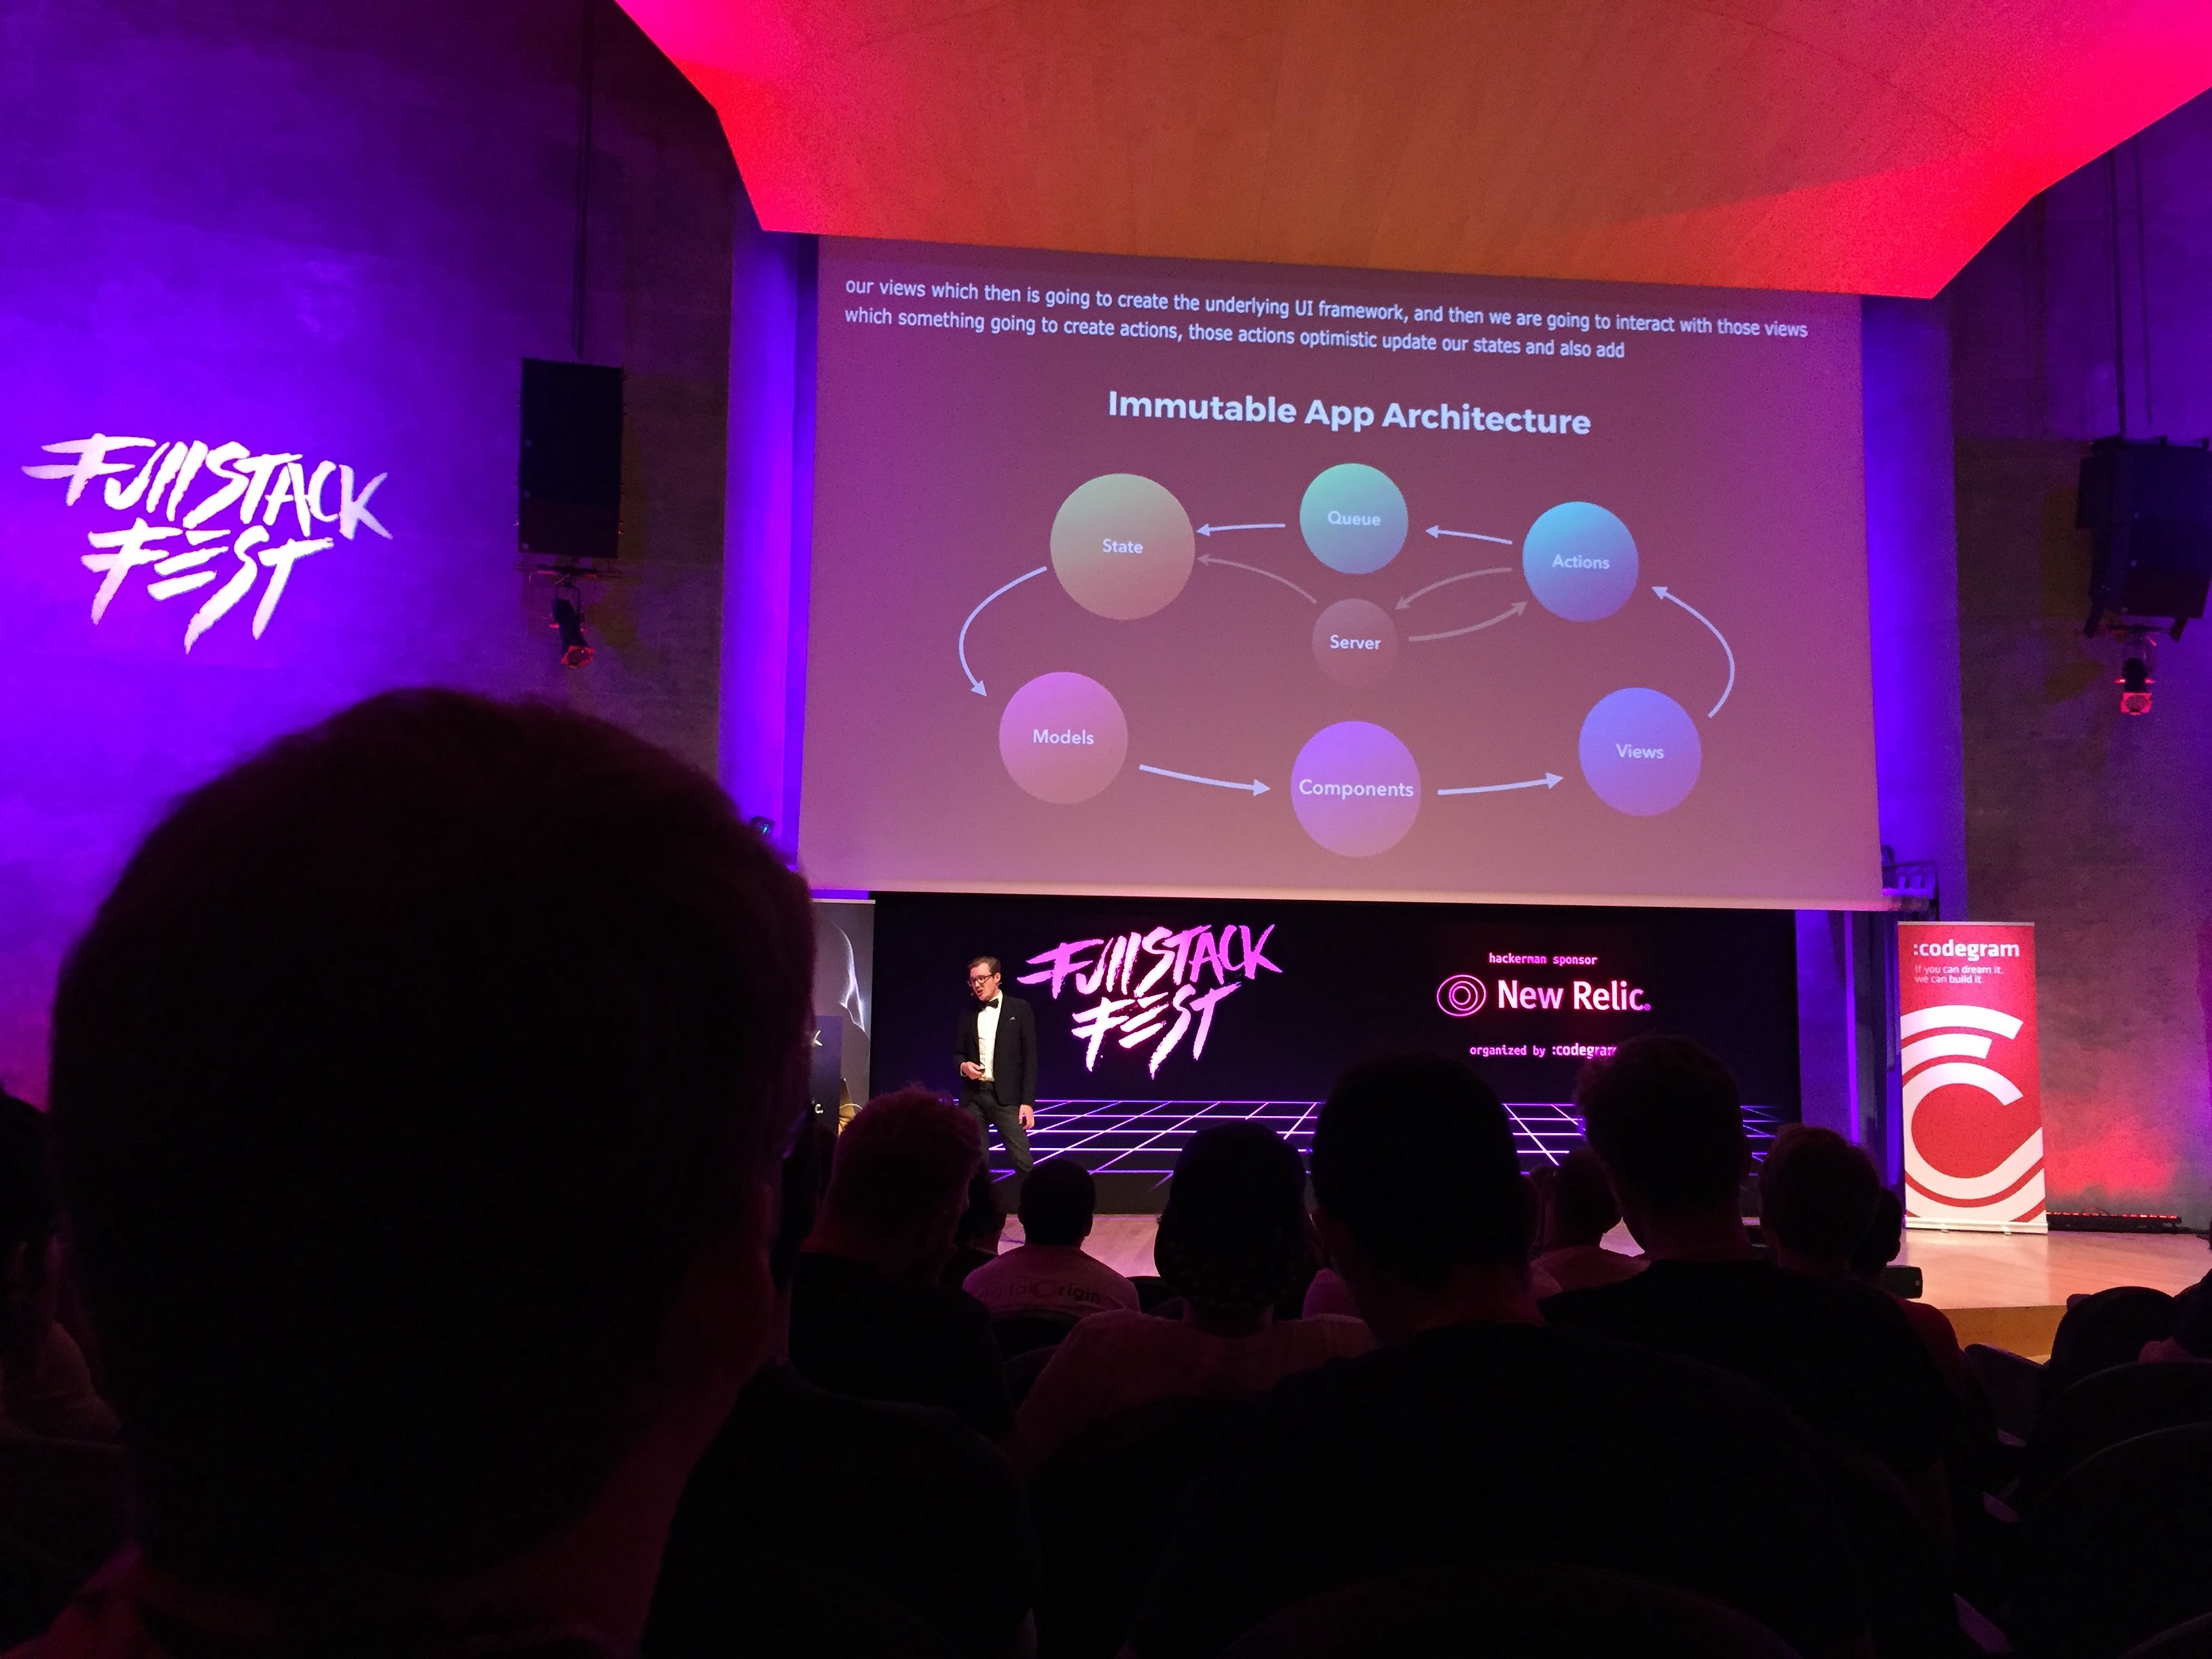 our views which then is going to create the underlying UI framework, and then we are going to interact with those views
which something going to create actions, those actions optimistic update our states and also add
Immutable App Architecture
Queue
State
Actions
Server
Models
Views
Components
FullSTACK
FEST
FullSTACK
FEST
hackerman sponsor
New Relic.
organized by :codegram
:codegram
If you can dream it.
we can build it.
digitalOrigin